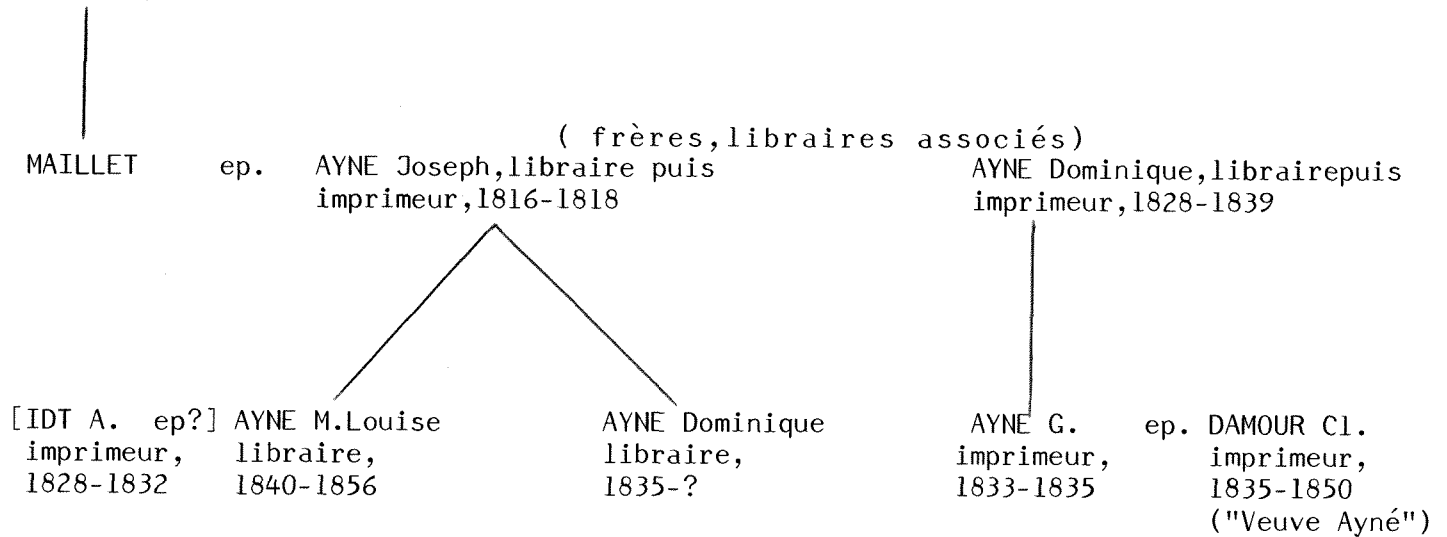 ( frères,libraires associés)
MAILLET ep. AYNE Joseph,libraire puis AYNE Dominique,librairepuis
imprimeur,1816-1818 imprimeur,1828-1839
[IDT A. ep?] AYNE M.Louise AYNE Dominique AYNE G. ep. DAMOUR Cl.
imprimeur, libraire, libraire, imprimeur, imprimeur,
1828-1832 1840-1856 1835-? 1833-1835 1835-1850
("Veuve Ayné")